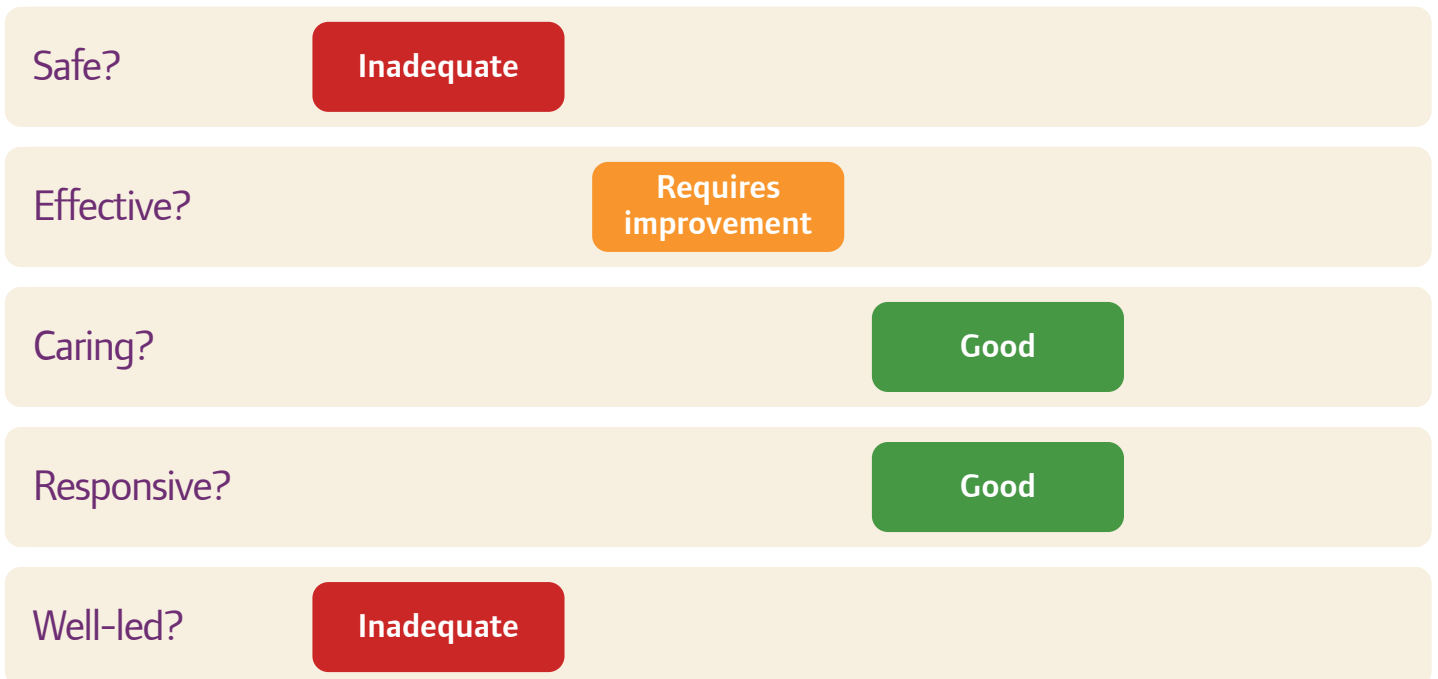 Safe?
Inadequate
Effective?
Requires
improvement
Caring?
Good
Responsive?
Good
Well-led?
Inadequate